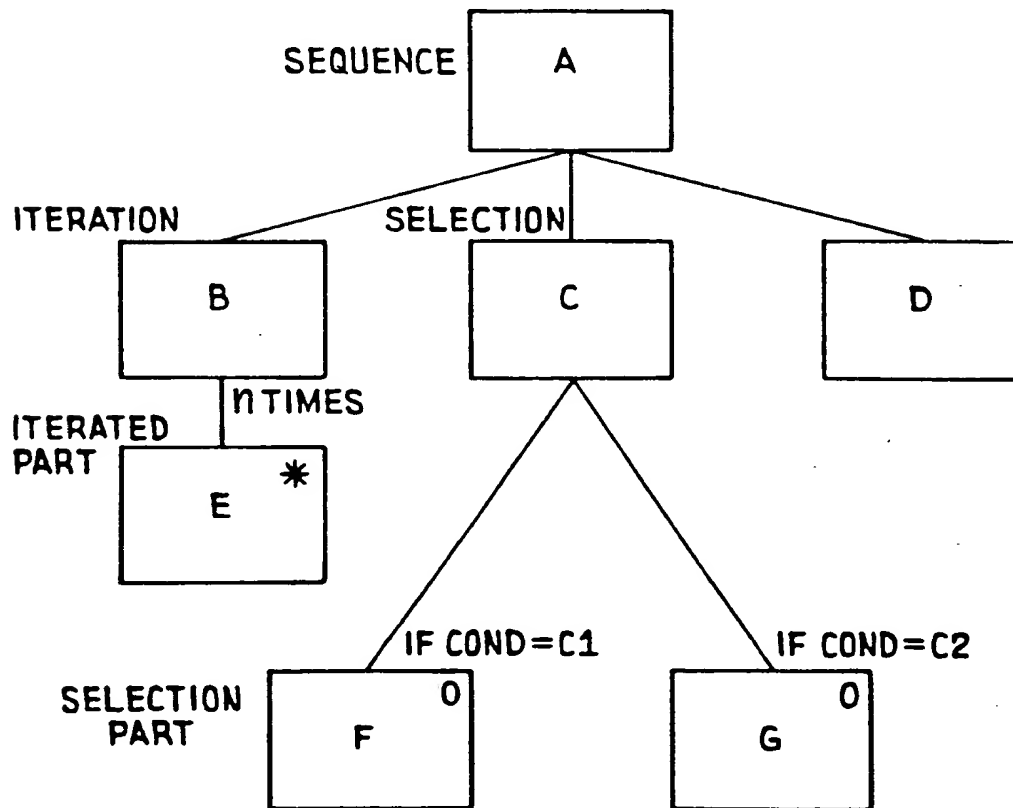 SEQUENCE
A
ITERATION
SELECTION
B
C
D
n TIMES
ITERATED
PART
E *
IF COND=C1
IF COND=C2
SELECTION
PART
O
F
O
G